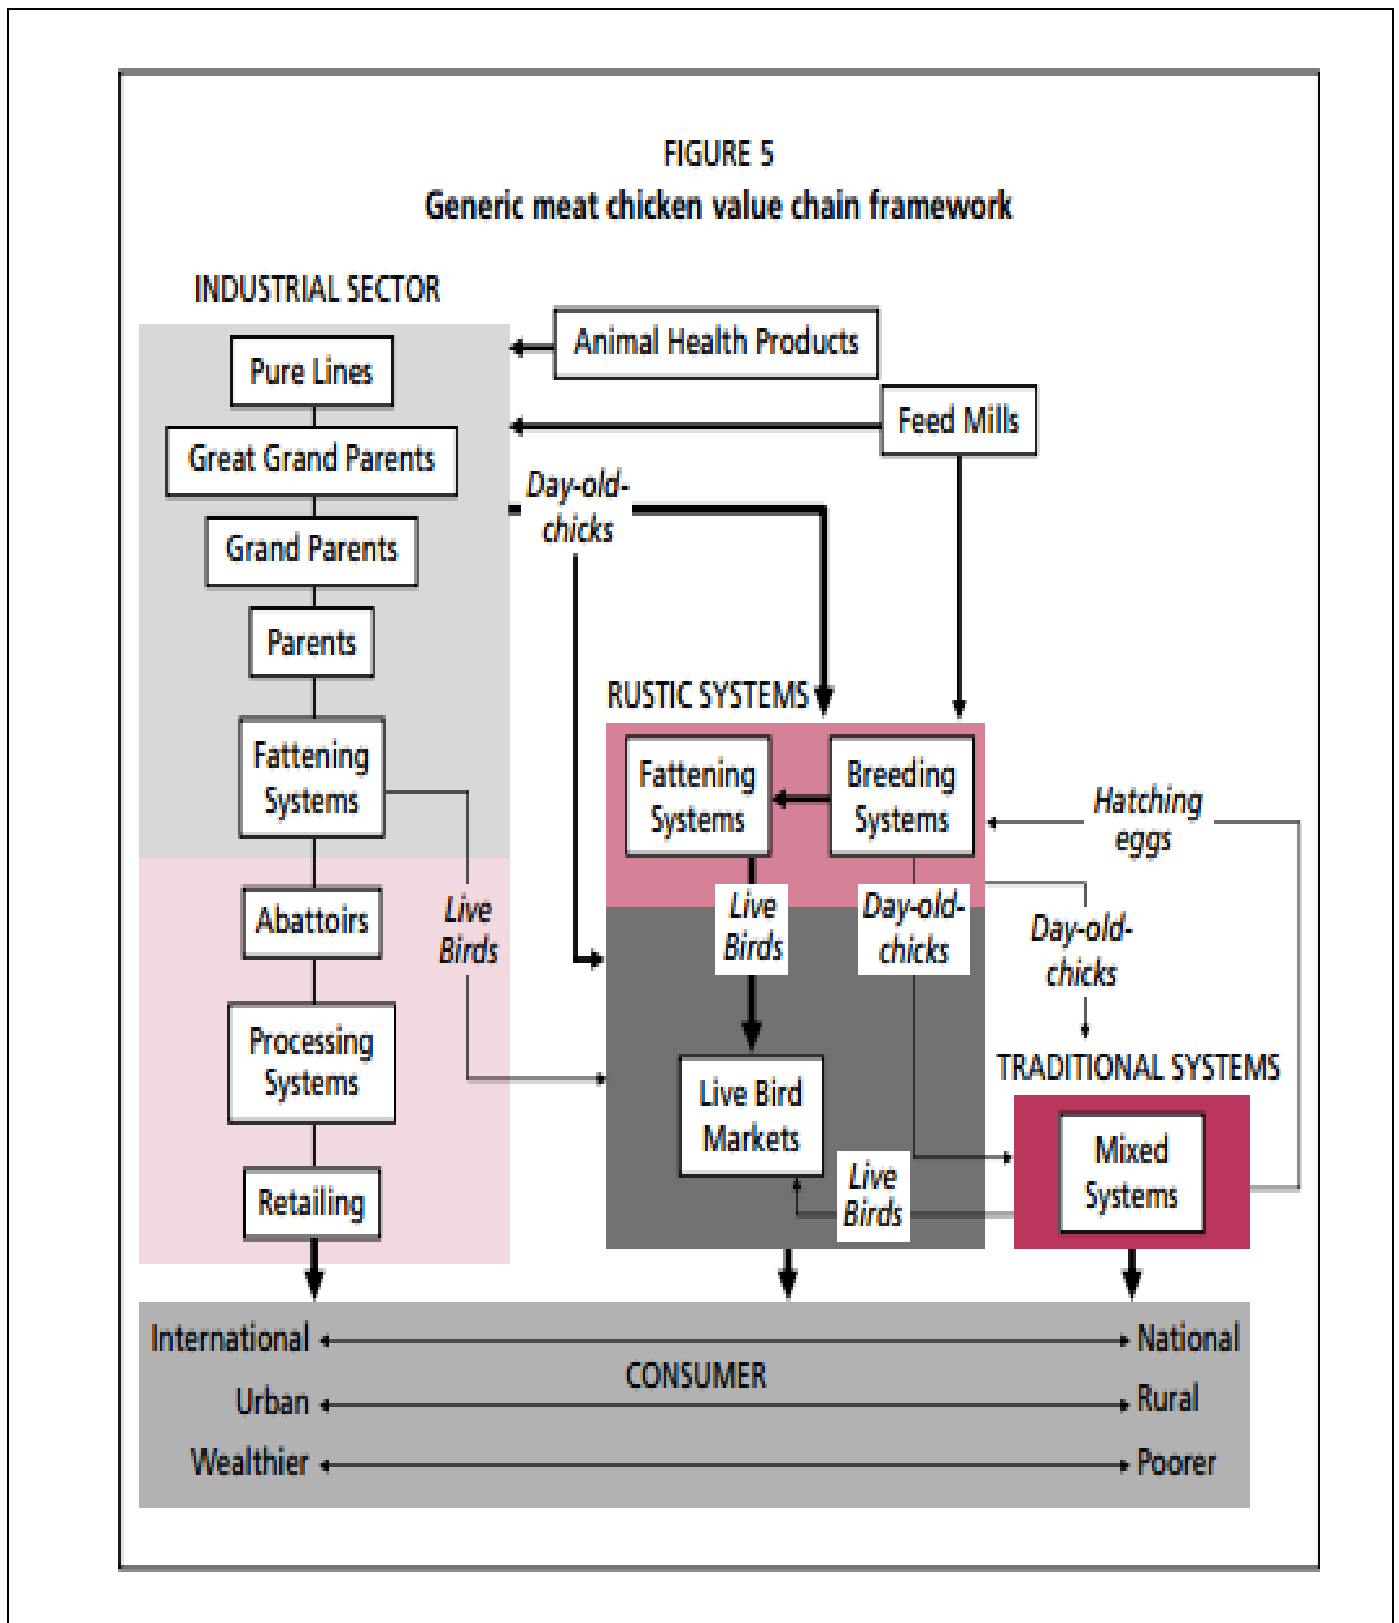 FIGURE 5
Generic meat chicken value chain framework
INDUSTRIAL SECTOR
Animal Health Products
Pure Lines
Feed Mills
Great Grand Parents
Day-old-
chicks
Grand Parents
Parents
RUSTIC SYSTEMS
Fattening
Systems
Fattening
Systems
Breeding
Systems
Hatching
eggs
Abattoirs
Live
Birds
Live
Birds
Day-old-
chicks
Day-old-
chicks
Processing
Systems
TRADITIONAL SYSTEMS
Live Bird
Markets
Mixed
Systems
Live
Birds
Retailing
International
National
CONSUMER
Urban
Rural
Wealthier
Poorer